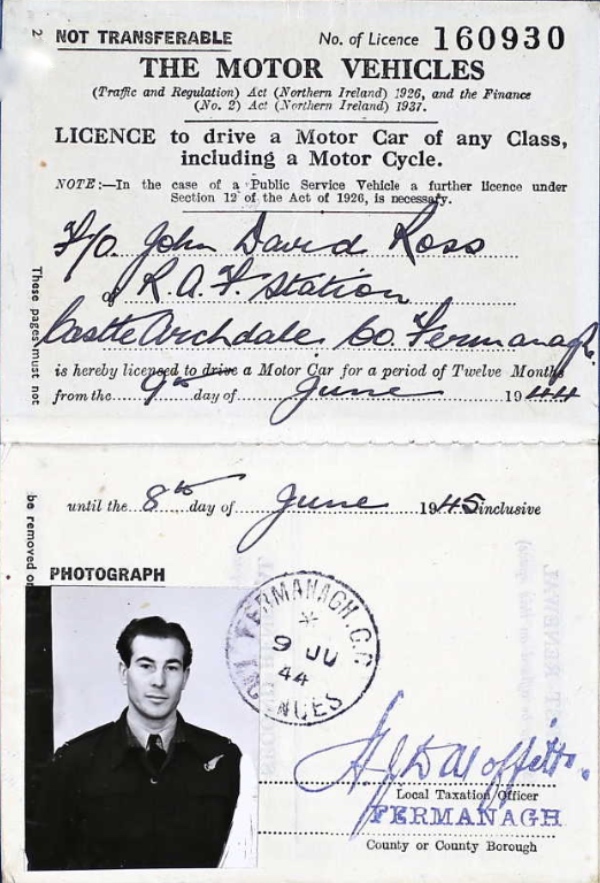 2
NOT TRANSFERABLE
No. of Licence 160930
THE MOTOR VEHICLES
(Traffic and Regulation) Act (Northern Ireland) 1926, and the Finance
(No. 2) Act (Northern Ireland) 1937.
LICENCE to drive a Motor Car of any Class,
including a Motor Cycle.
NOTE:—In the case of a Public Service Vehicle a further licence under
Section 12 of the Act of 1926, is necessary.
F/O. John David Ross
of R.A.F. Station
Castle Archdale, Co. Fermanagh.
is hereby licensed to drive a Motor Car for a period of Twelve Months
from the 9th day of June 1944
These pages must not
be removed
until the 8th day of June 1945 inclusive
PHOTOGRAPH
FERMANAGH C.C.
9 JU
44
Local Taxation Officer
FERMANAGH
County or County Borough